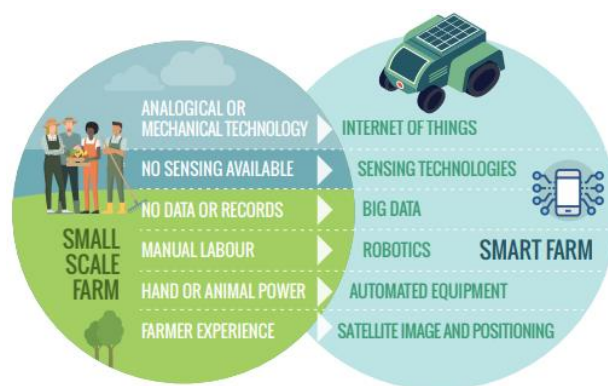 ANALOGICAL OR
MECHANICAL TECHNOLOGY
INTERNET OF THINGS
NO SENSING AVAILABLE
SENSING TECHNOLOGIES
NO DATA OR RECORDS
BIG DATA
SMALL
SCALE
FARM
MANUAL LABOUR
ROBOTICS
SMART FARM
HAND OR ANIMAL POWER
AUTOMATED EQUIPMENT
FARMER EXPERIENCE
SATELLITE IMAGE AND POSITIONING